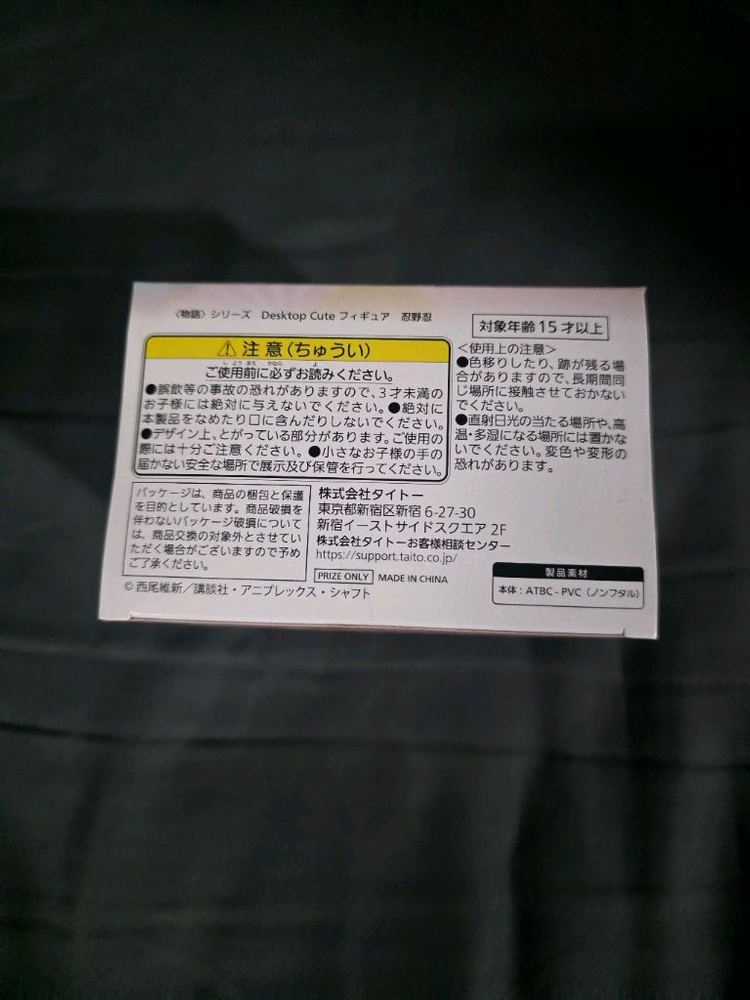 〈物語〉シリーズ Desktop Cute フィギュア 忍野忍
対象年齢15才以上
⚠注意(ちゅうい)
ご使用前に必ずお読みください。
しようまえ かなら よ
●誤飲等の事故の恐れがありますので、3才未満の
お子様には絶対に与えないでください。●絶対に
本製品をなめたり口に含んだりしないでください。
●デザイン上、とがっている部分があります。ご使用の
際には十分ご注意ください。●小さなお子様の手の
届かない安全な場所で展示及び保管を行ってください。
<使用上の注意>
●色移りしたり、跡が残る場
合がありますので、長期間同
じ場所に接触させておかない
でください。
●直射日光の当たる場所や、高
温・多湿になる場所には置かな
いでください。変色や変形の
恐れがあります。
パッケージは、商品の梱包と保護
を目的としています。商品破損を
伴わないパッケージ破損について
は、商品交換の対象外とさせてい
ただく場合がございますので予め
ご了承ください。
株式会社タイトー
東京都新宿区新宿 6-27-30
新宿イーストサイドスクエア 2F
株式会社タイトーお客様相談センター
https://support.taito.co.jp/
PRIZE ONLY MADE IN CHINA
製品素材
本体:ATBC-PVC(ノンフタル)
© 西尾維新/講談社・アニプレックス・シャフト